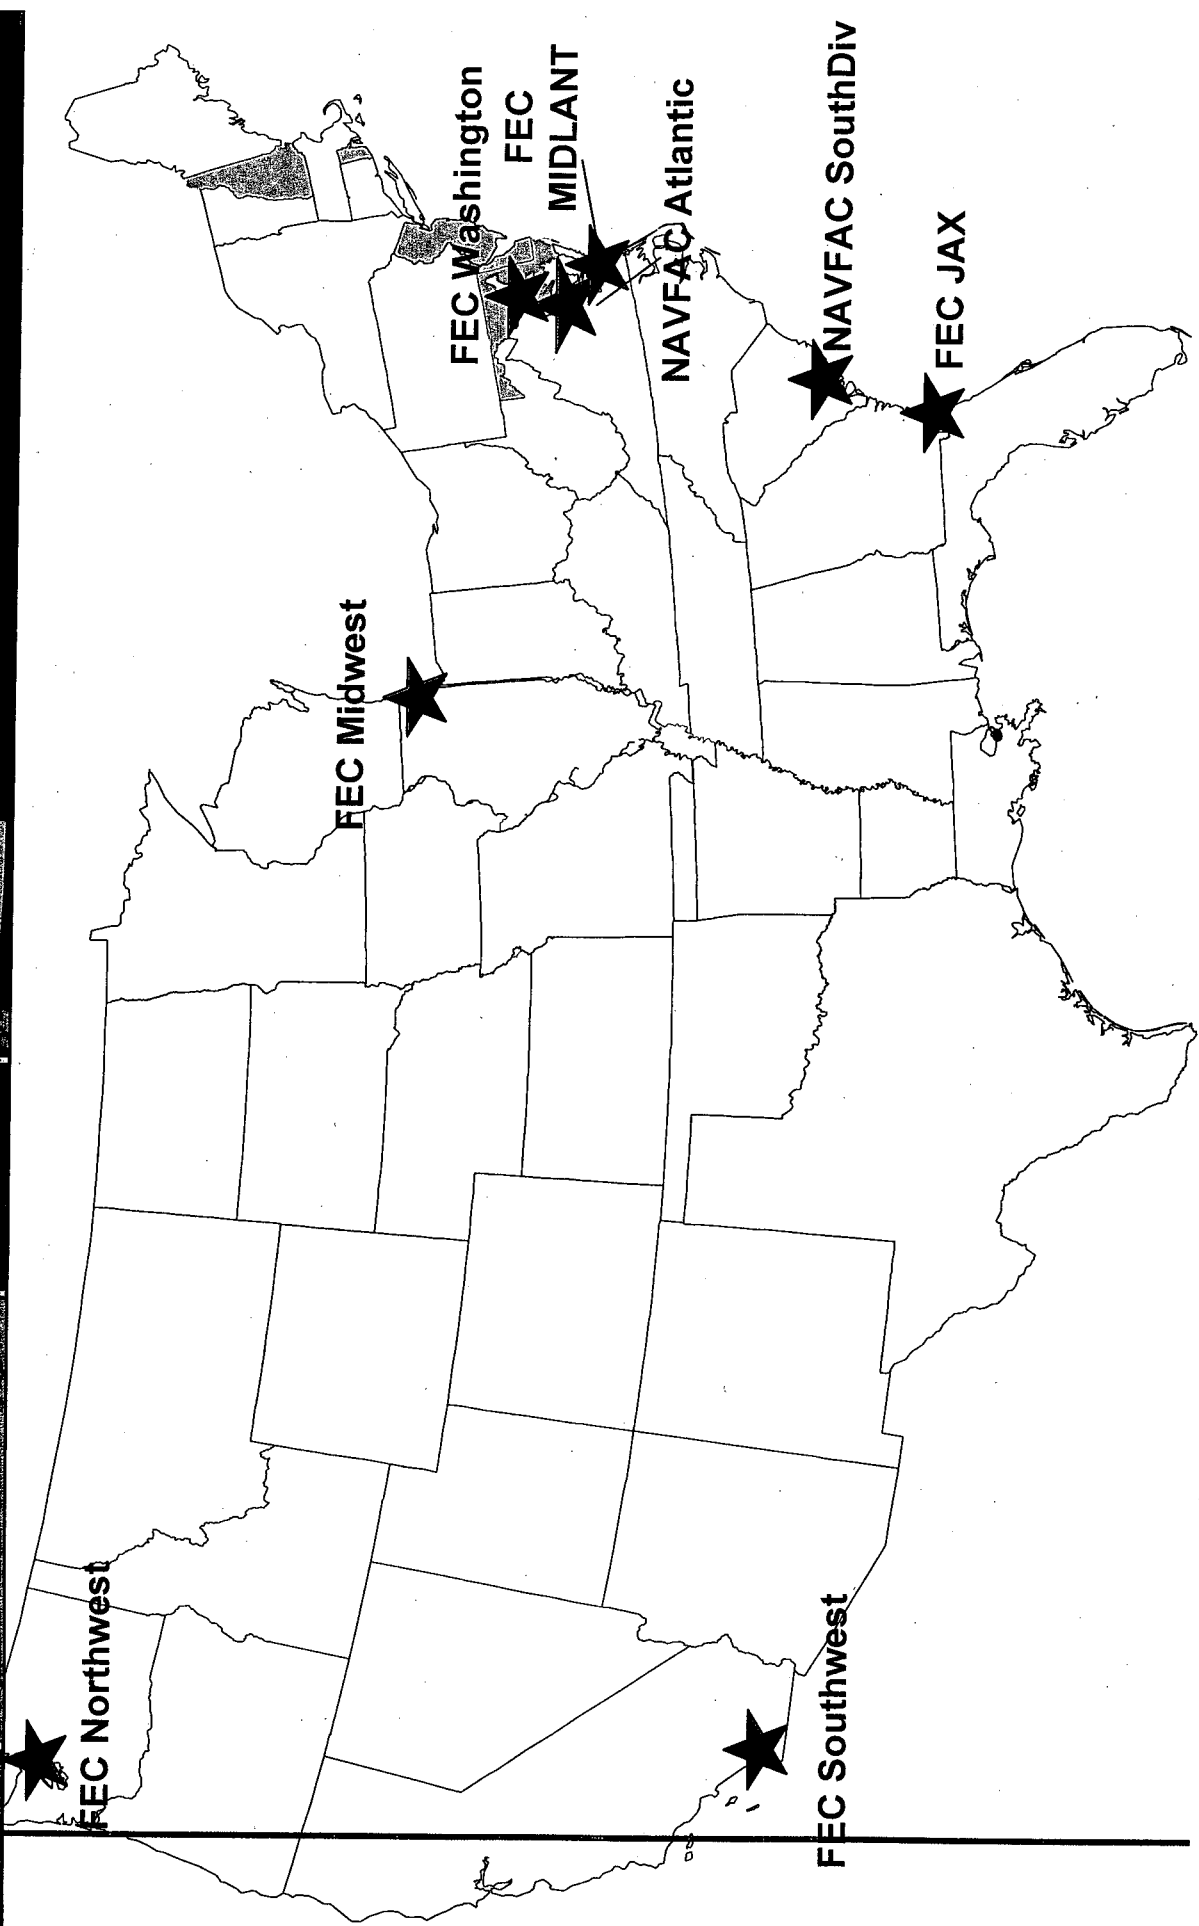 FEC Northwest
FEC Midwest
FEC Washington
FEC
MIDLANT
NAVFAC Atlantic
NAVFAC SouthDiv
FEC Southwest
FEC JAX